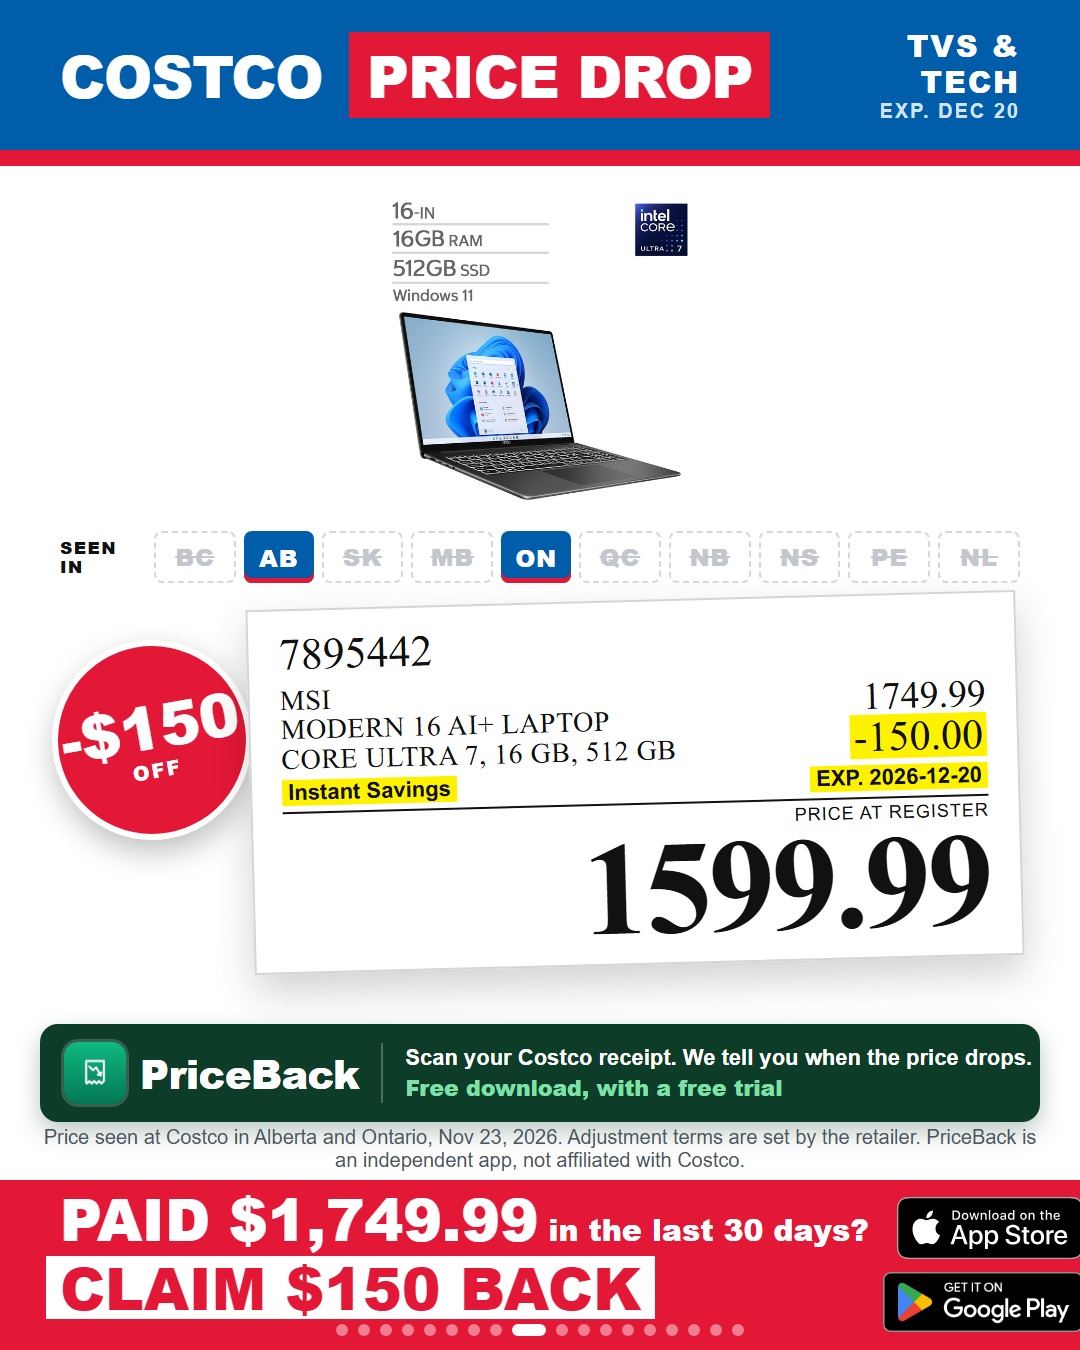 COSTCO PRICE DROP
TVS &
TECH
EXP. DEC 20
16-IN
16GB RAM
512GB SSD
Windows 11
intel
CORE
ULTRA 7
SEEN
IN
BC AB SK MB ON QC NB NS PE NL
-$150
OFF
7895442
MSI
MODERN 16 AI+ LAPTOP
CORE ULTRA 7, 16 GB, 512 GB
Instant Savings
1749.99
-150.00
EXP. 2026-12-20
PRICE AT REGISTER
1599.99
PriceBack
Scan your Costco receipt. We tell you when the price drops.
Free download, with a free trial
Price seen at Costco in Alberta and Ontario, Nov 23, 2026. Adjustment terms are set by the retailer. PriceBack is
an independent app, not affiliated with Costco.
PAID $1,749.99 in the last 30 days?
CLAIM $150 BACK
Download on the
App Store
GET IT ON
Google Play